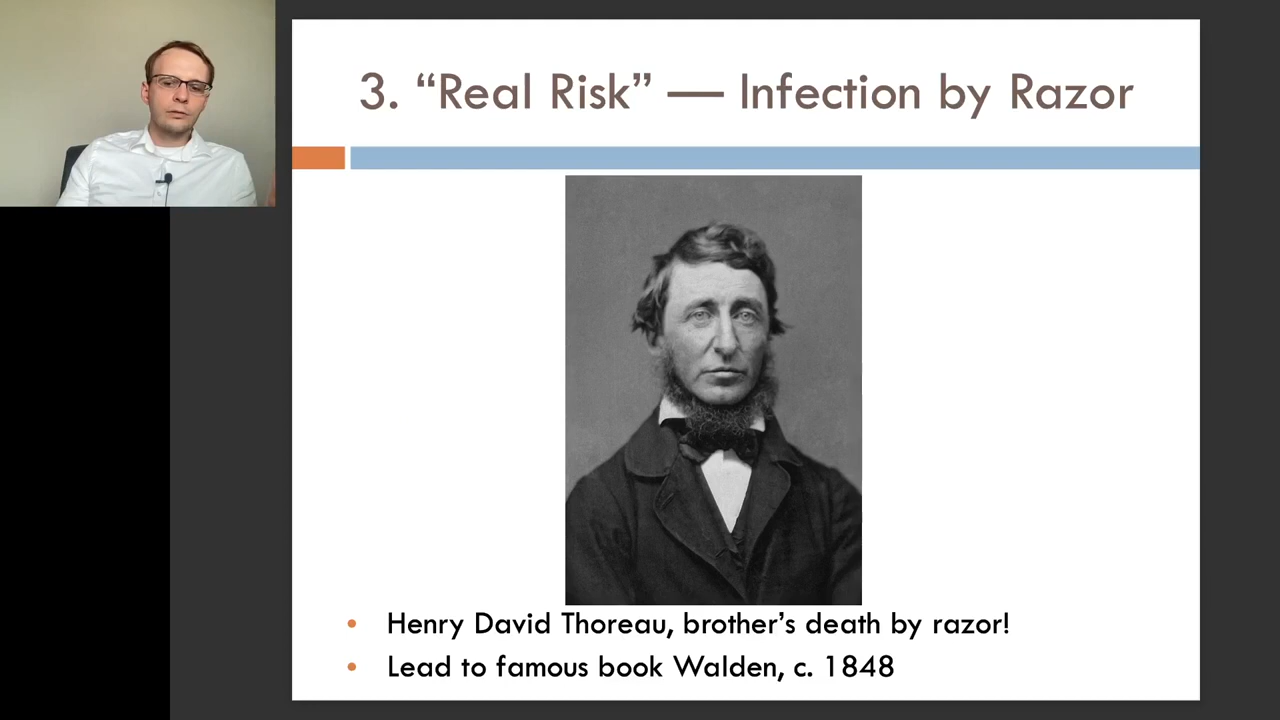 3. “Real Risk” — Infection by Razor
• Henry David Thoreau, brother’s death by razor!
• Lead to famous book Walden, c. 1848